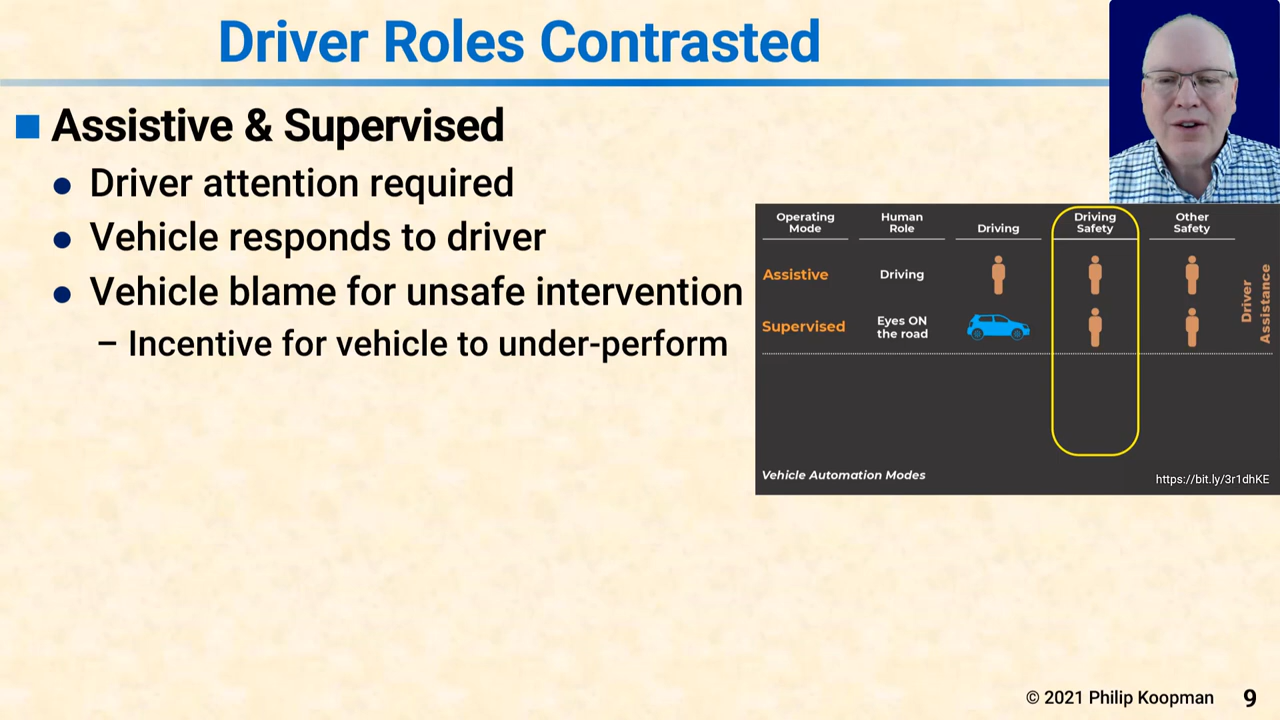 Driver Roles Contrasted
Assistive & Supervised
Driver attention required
Vehicle responds to driver
Vehicle blame for unsafe intervention
– Incentive for vehicle to under-perform
Operating Mode
Human Role
Driving
Driving Safety
Other Safety
Assistive
Driving
Supervised
Eyes ON the road
Driver Assistance
Vehicle Automation Modes
https://bit.ly/3r1dhKE
© 2021 Philip Koopman 9